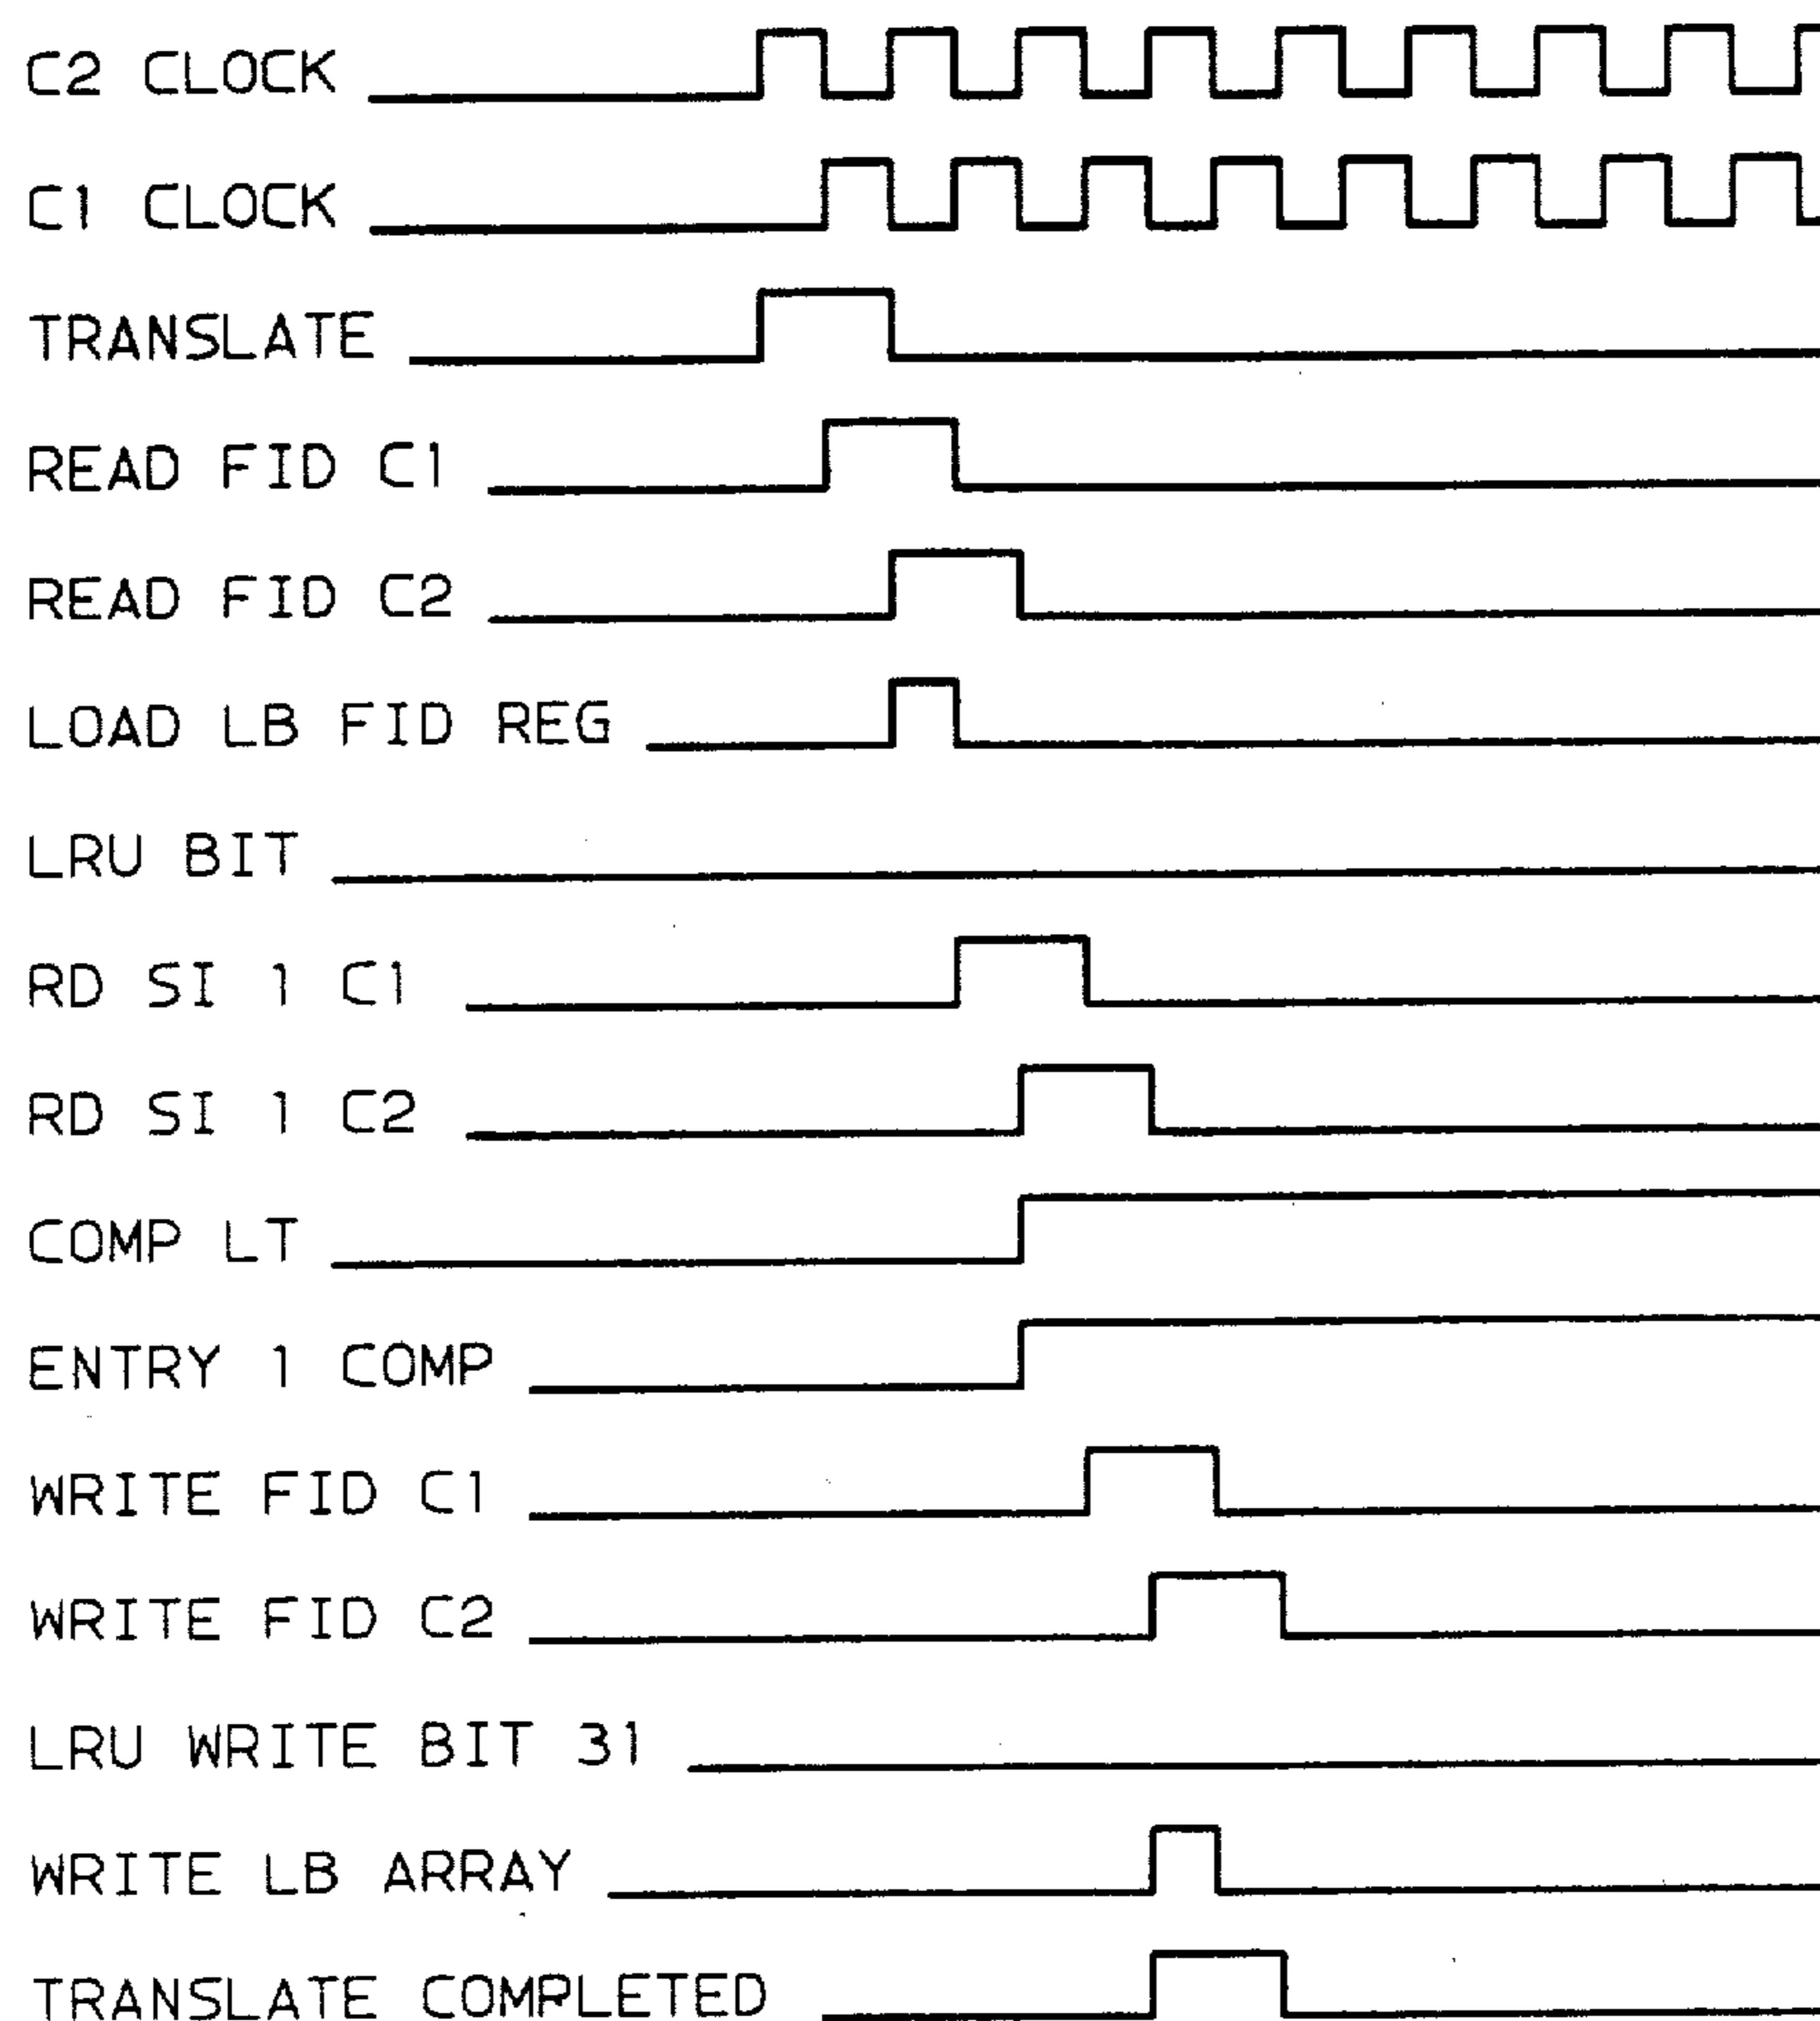 C2 CLOCK
C1 CLOCK
TRANSLATE
READ FID C1
READ FID C2
LOAD LB FID REG
LRU BIT
RD SI 1 C1
RD SI 1 C2
COMP LT
ENTRY 1 COMP
WRITE FID C1
WRITE FID C2
LRU WRITE BIT 31
WRITE LB ARRAY
TRANSLATE COMPLETED